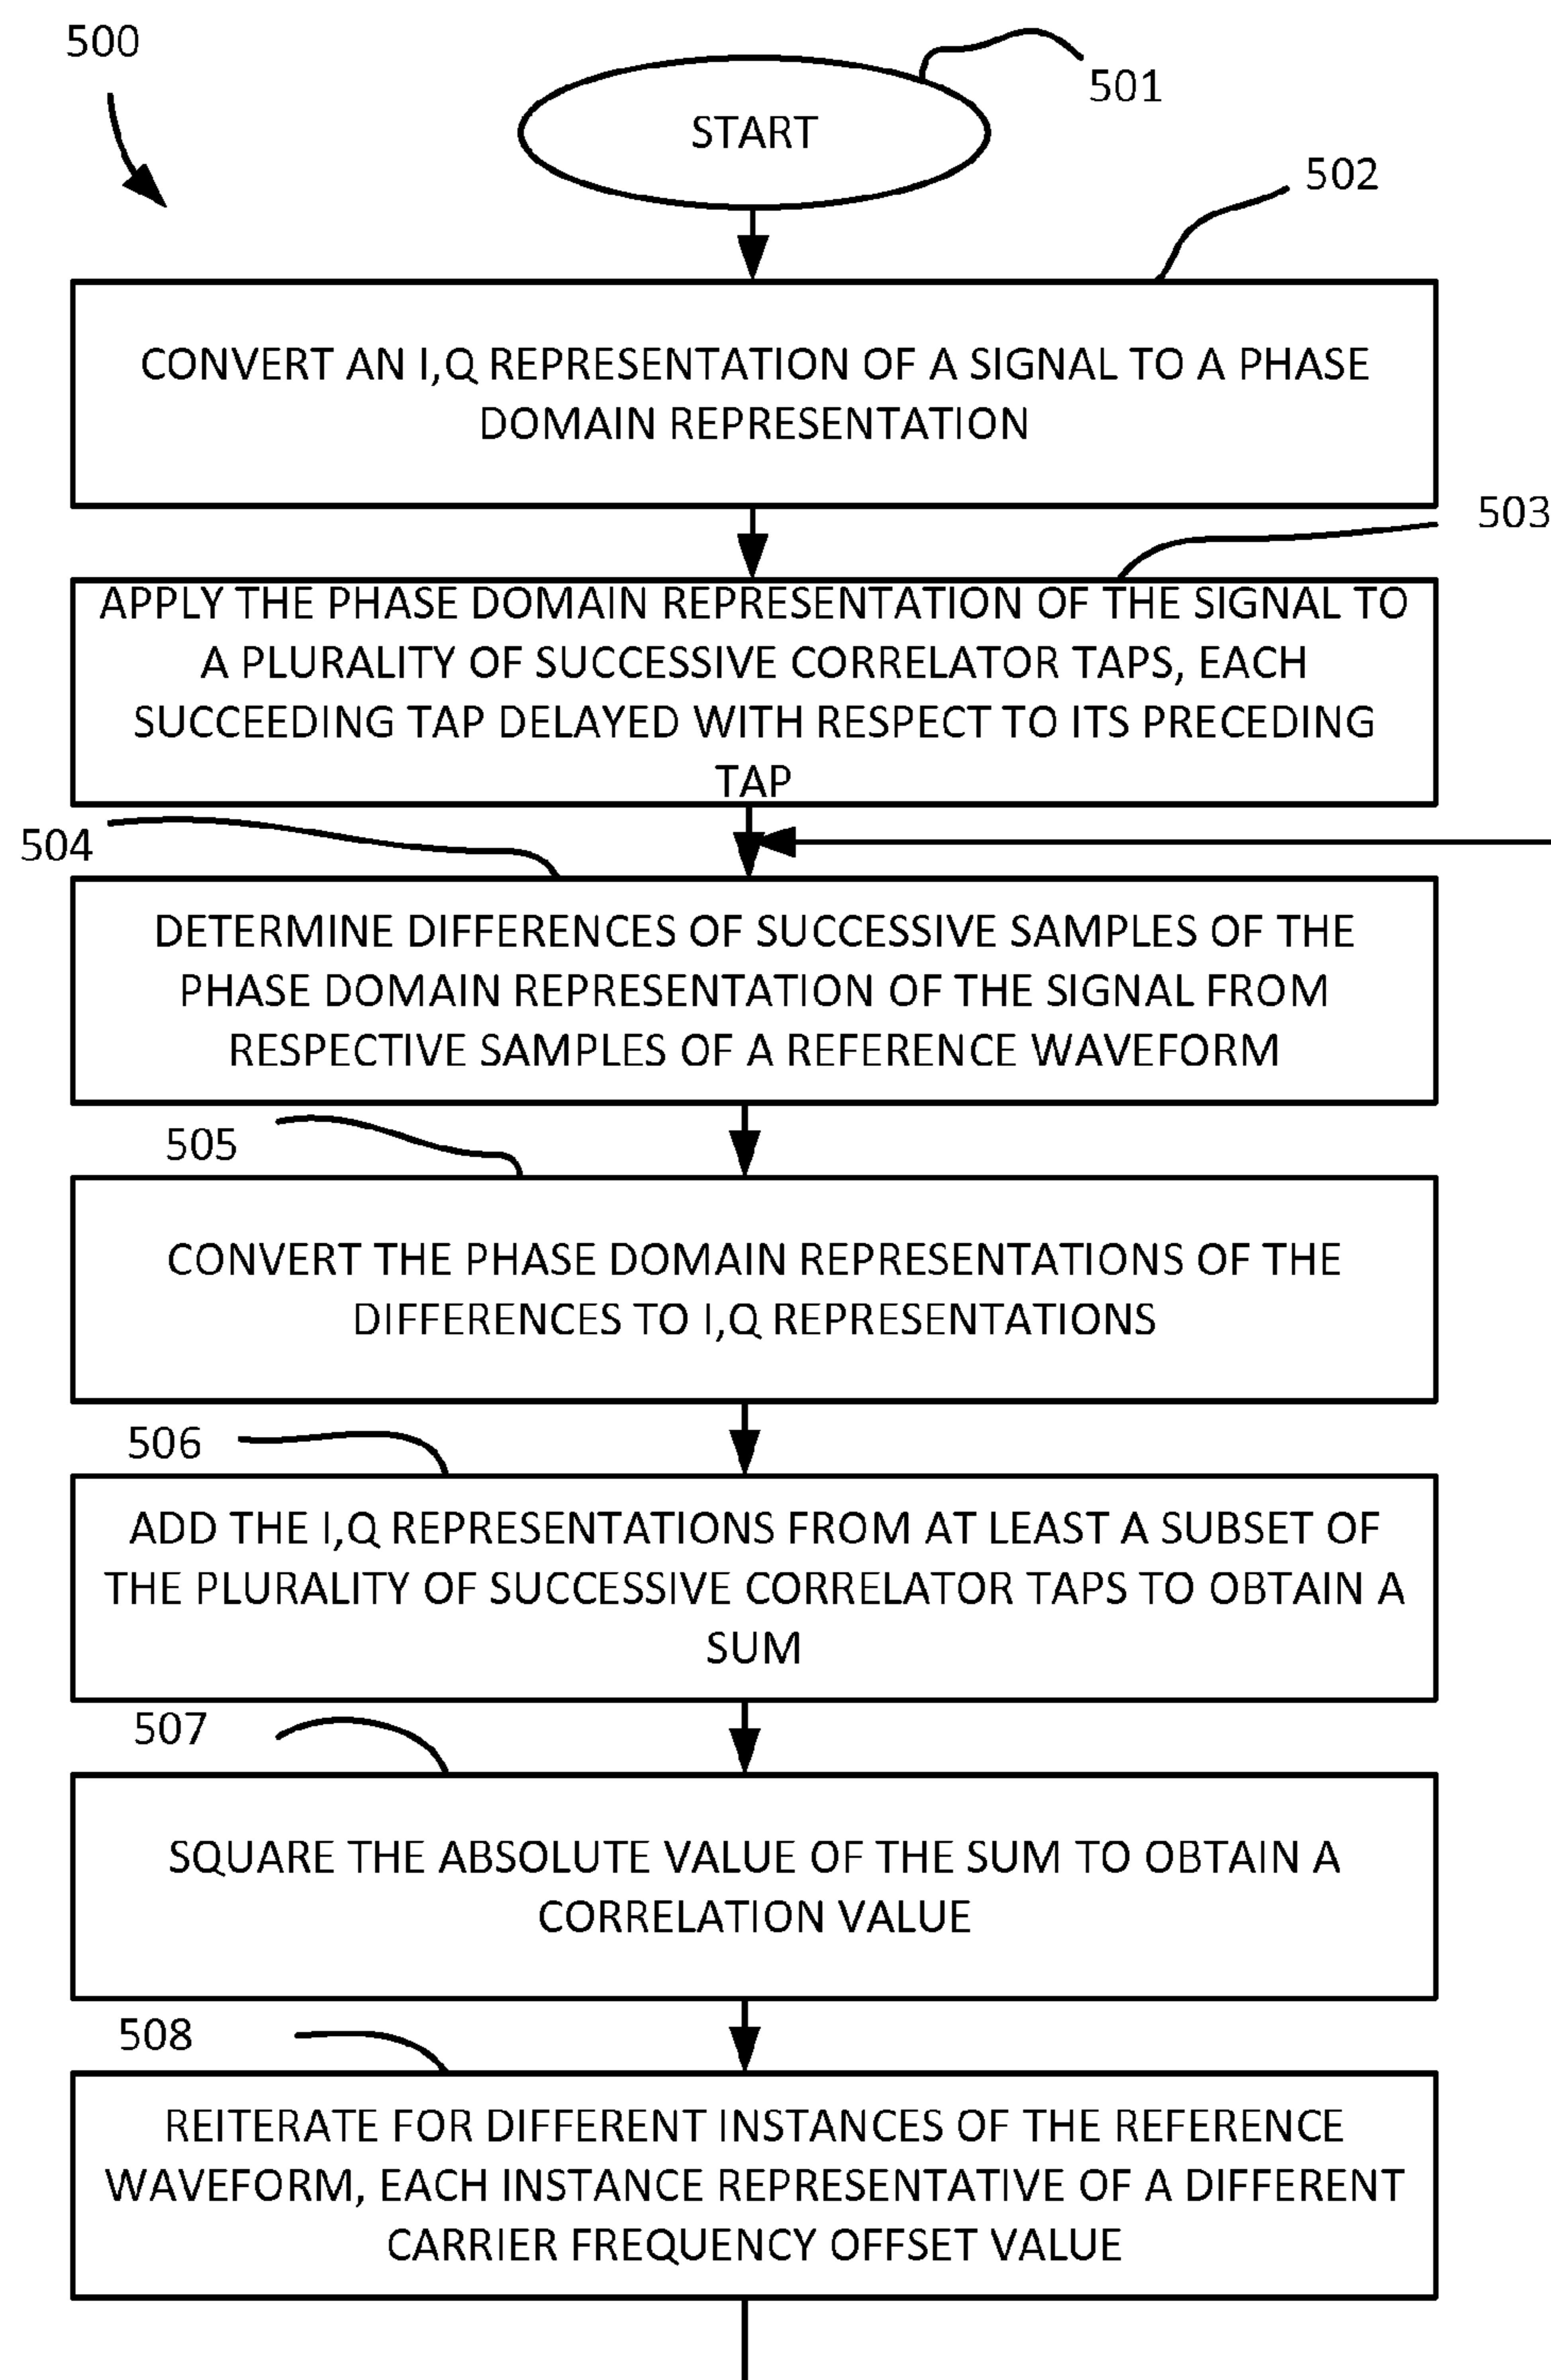 500
501
START
502
CONVERT AN I,Q REPRESENTATION OF A SIGNAL TO A PHASE
DOMAIN REPRESENTATION
503
APPLY THE PHASE DOMAIN REPRESENTATION OF THE SIGNAL TO
A PLURALITY OF SUCCESSIVE CORRELATOR TAPS, EACH
SUCCEEDING TAP DELAYED WITH RESPECT TO ITS PRECEDING
TAP
504
DETERMINE DIFFERENCES OF SUCCESSIVE SAMPLES OF THE
PHASE DOMAIN REPRESENTATION OF THE SIGNAL FROM
RESPECTIVE SAMPLES OF A REFERENCE WAVEFORM
505
CONVERT THE PHASE DOMAIN REPRESENTATIONS OF THE
DIFFERENCES TO I,Q REPRESENTATIONS
506
ADD THE I,Q REPRESENTATIONS FROM AT LEAST A SUBSET OF
THE PLURALITY OF SUCCESSIVE CORRELATOR TAPS TO OBTAIN A
SUM
507
SQUARE THE ABSOLUTE VALUE OF THE SUM TO OBTAIN A
CORRELATION VALUE
508
REITERATE FOR DIFFERENT INSTANCES OF THE REFERENCE
WAVEFORM, EACH INSTANCE REPRESENTATIVE OF A DIFFERENT
CARRIER FREQUENCY OFFSET VALUE